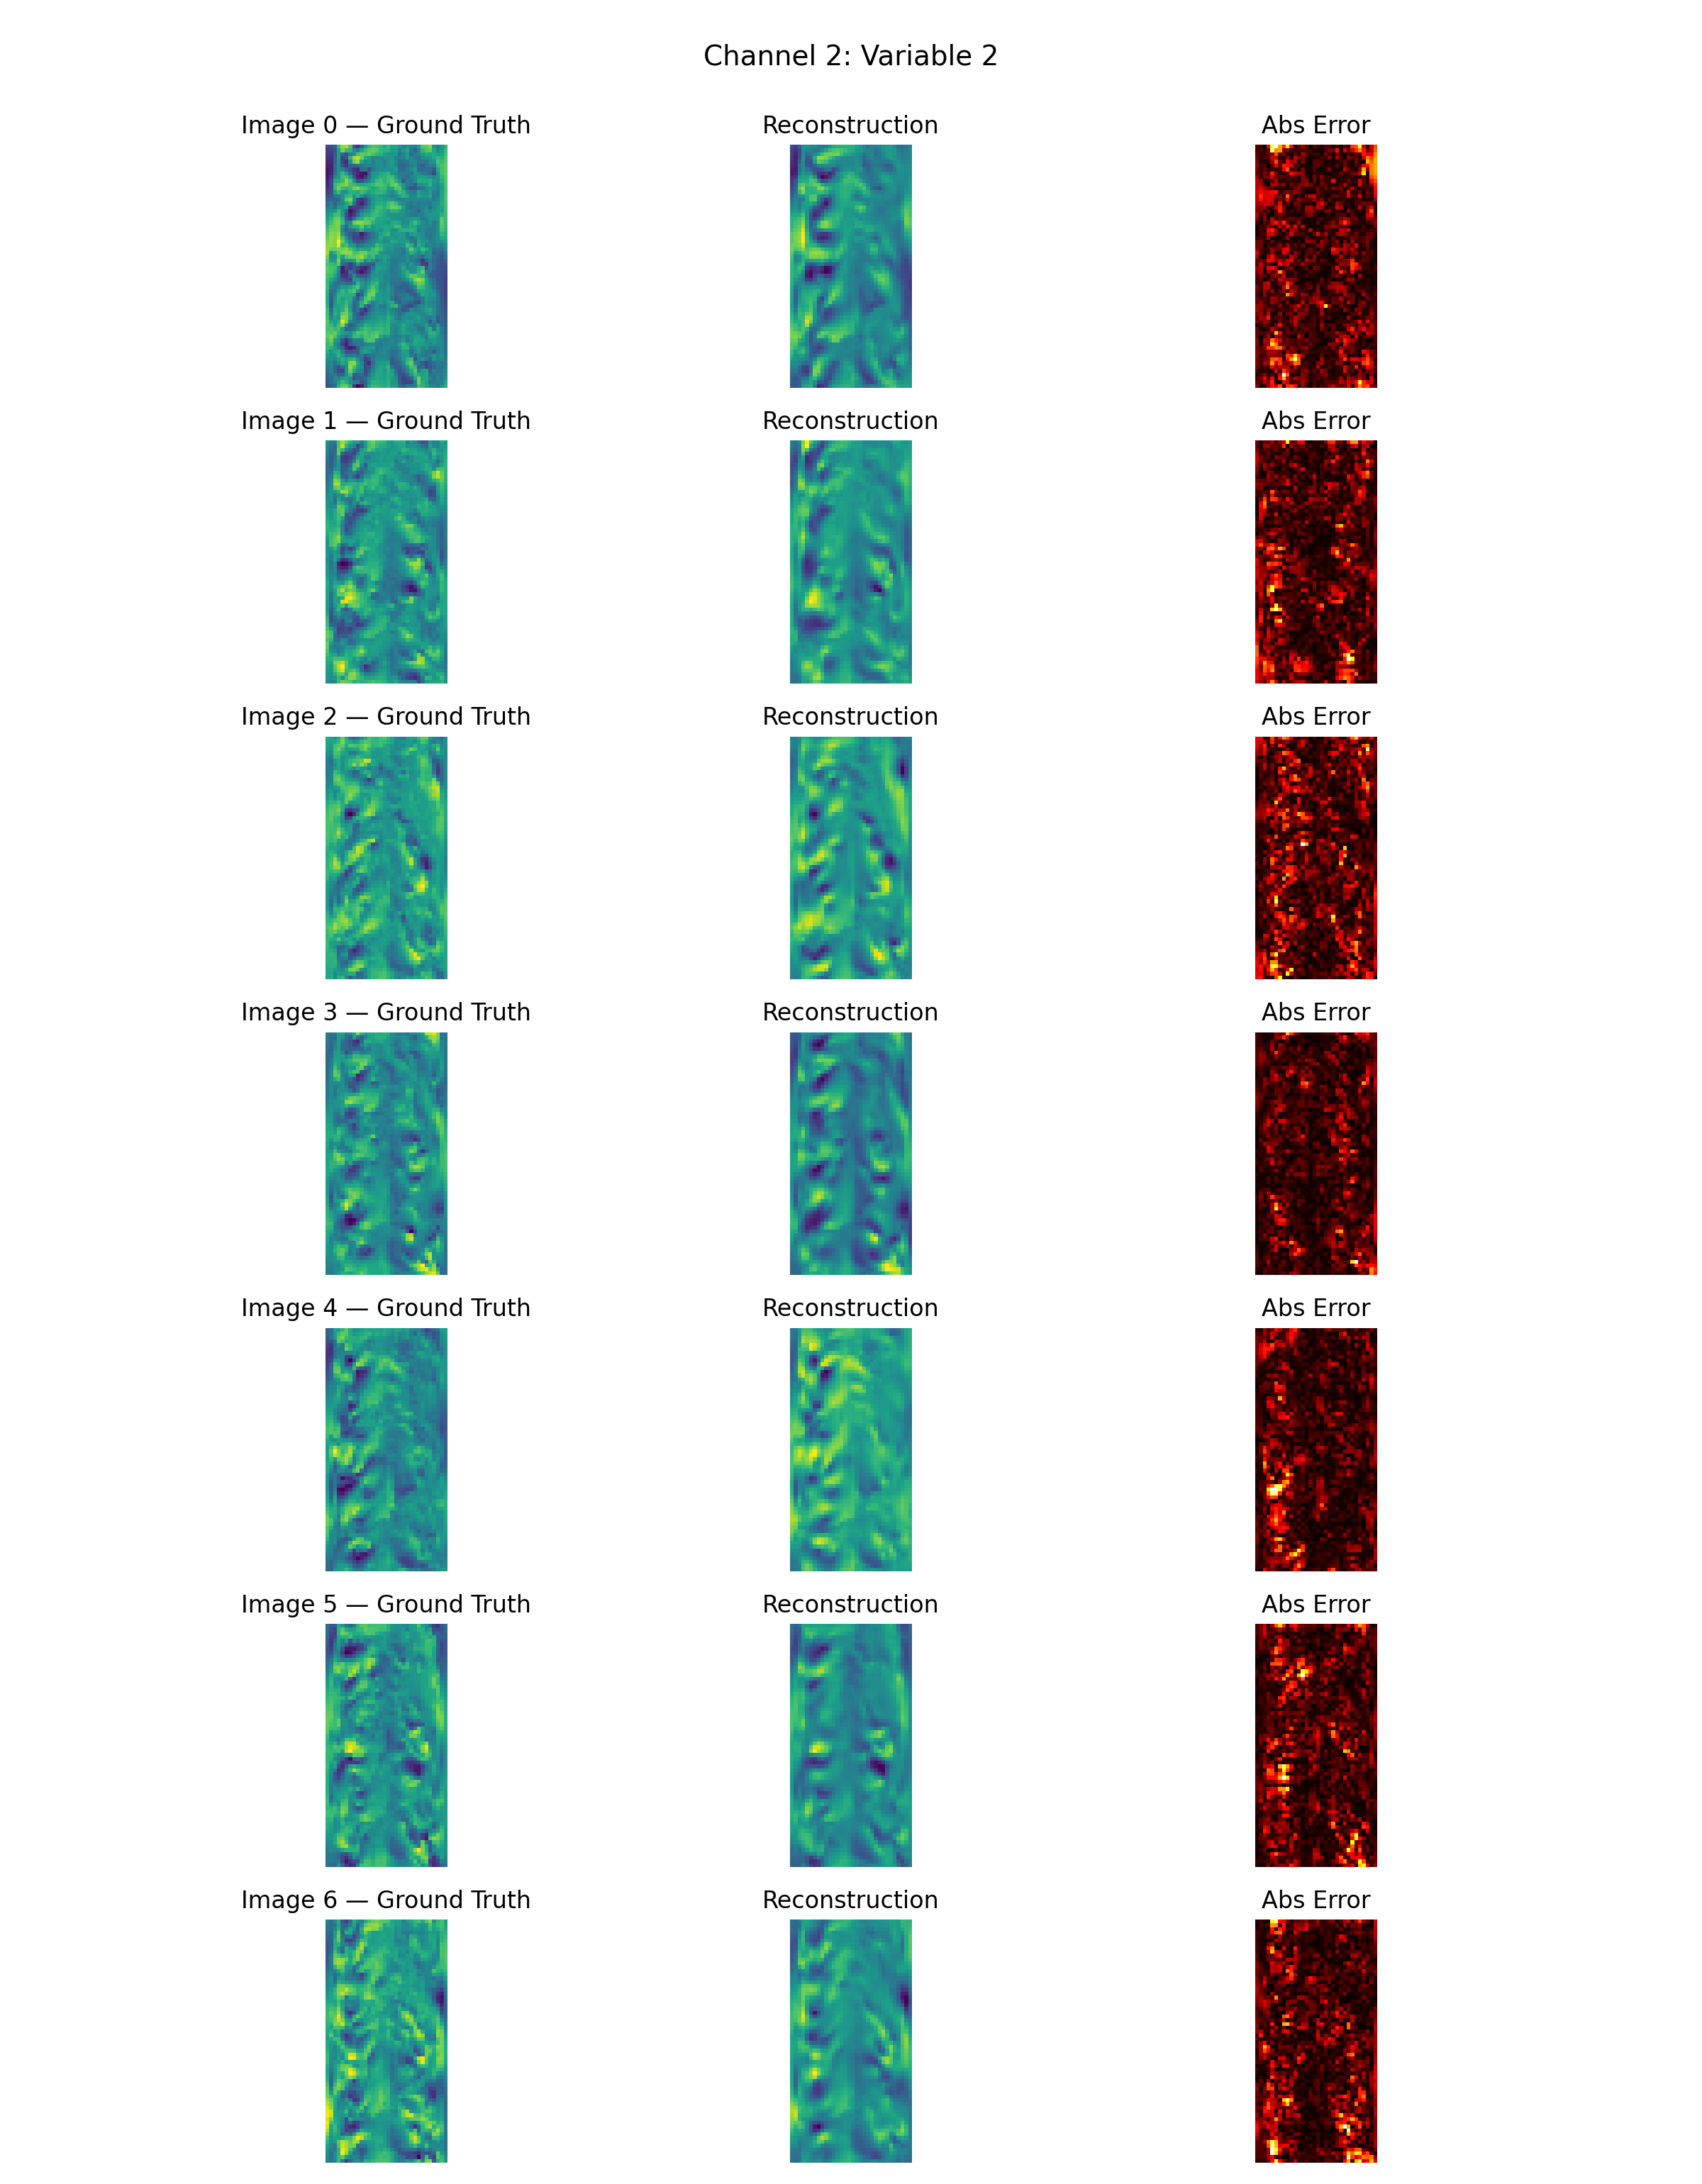 Channel 2: Variable 2
Image 0 — Ground Truth Reconstruction Abs Error
Image 1 — Ground Truth Reconstruction Abs Error
Image 2 — Ground Truth Reconstruction Abs Error
Image 3 — Ground Truth Reconstruction Abs Error
Image 4 — Ground Truth Reconstruction Abs Error
Image 5 — Ground Truth Reconstruction Abs Error
Image 6 — Ground Truth Reconstruction Abs Error